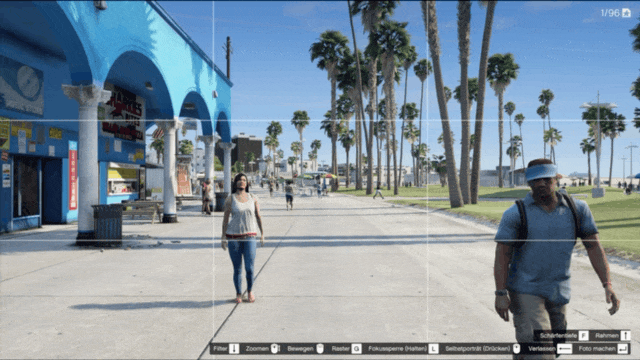 1/96
Schärfentiefe F Rahmen ↑
Filter ↓ Zoomen Bewegen Raster G Fokussperre (Halten) L Selbstporträt (Drücken) Verlassen ← Foto machen ↵